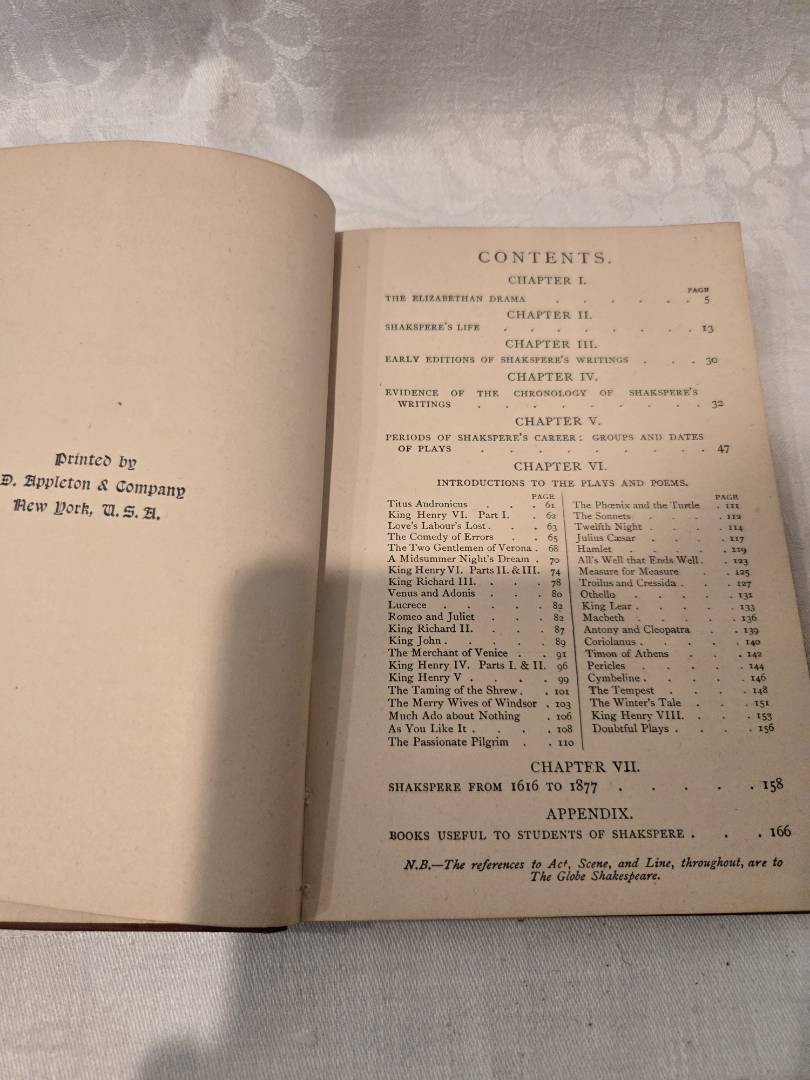 Printed by
D. Appleton & Company
New York, U. S. A.
CONTENTS.
CHAPTER I.
PAGE
THE ELIZABETHAN DRAMA . . . . . . 5
CHAPTER II.
SHAKSPERE'S LIFE . . . . . . . . 13
CHAPTER III.
EARLY EDITIONS OF SHAKSPERE'S WRITINGS . . . 30
CHAPTER IV.
EVIDENCE OF THE CHRONOLOGY OF SHAKSPERE'S
WRITINGS . . . . . . . . . 32
CHAPTER V.
PERIODS OF SHAKSPERE'S CAREER: GROUPS AND DATES
OF PLAYS . . . . . . . . 47
CHAPTER VI.
INTRODUCTIONS TO THE PLAYS AND POEMS.
PAGE
Titus Andronicus . . . 61
King Henry VI. Part I. . 62
Love's Labour's Lost . . . 63
The Comedy of Errors . . 65
The Two Gentlemen of Verona . 68
A Midsummer Night's Dream . 70
King Henry VI. Parts II. & III. 74
King Richard III. . . . 78
Venus and Adonis . . . 80
Lucrece . . . . . 82
Romeo and Juliet . . . 82
King Richard II. . . . 87
King John . . . . . 89
The Merchant of Venice . . 91
King Henry IV. Parts I. & II. 96
King Henry V . . . . 99
The Taming of the Shrew . . 101
The Merry Wives of Windsor . 103
Much Ado about Nothing . 106
As You Like It . . . . 108
The Passionate Pilgrim . . 110
PAGE
The Phœnix and the Turtle . 111
The Sonnets . . . . 112
Twelfth Night . . . . 114
Julius Cæsar . . . . 117
Hamlet . . . . . 119
All's Well that Ends Well . . 123
Measure for Measure . . 125
Troilus and Cressida . . . 127
Othello . . . . . 131
King Lear . . . . . 133
Macbeth . . . . . 136
Antony and Cleopatra . . 139
Coriolanus . . . . . 140
Timon of Athens . . . 142
Pericles . . . . . 144
Cymbeline . . . . . 146
The Tempest . . . . 148
The Winter's Tale . . . 151
King Henry VIII. . . . 153
Doubtful Plays . . . . 156
CHAPTER VII.
SHAKSPERE FROM 1616 TO 1877 . . . . . 158
APPENDIX.
BOOKS USEFUL TO STUDENTS OF SHAKSPERE . . . 166
N.B.—The references to Act, Scene, and Line, throughout, are to
The Globe Shakespeare.